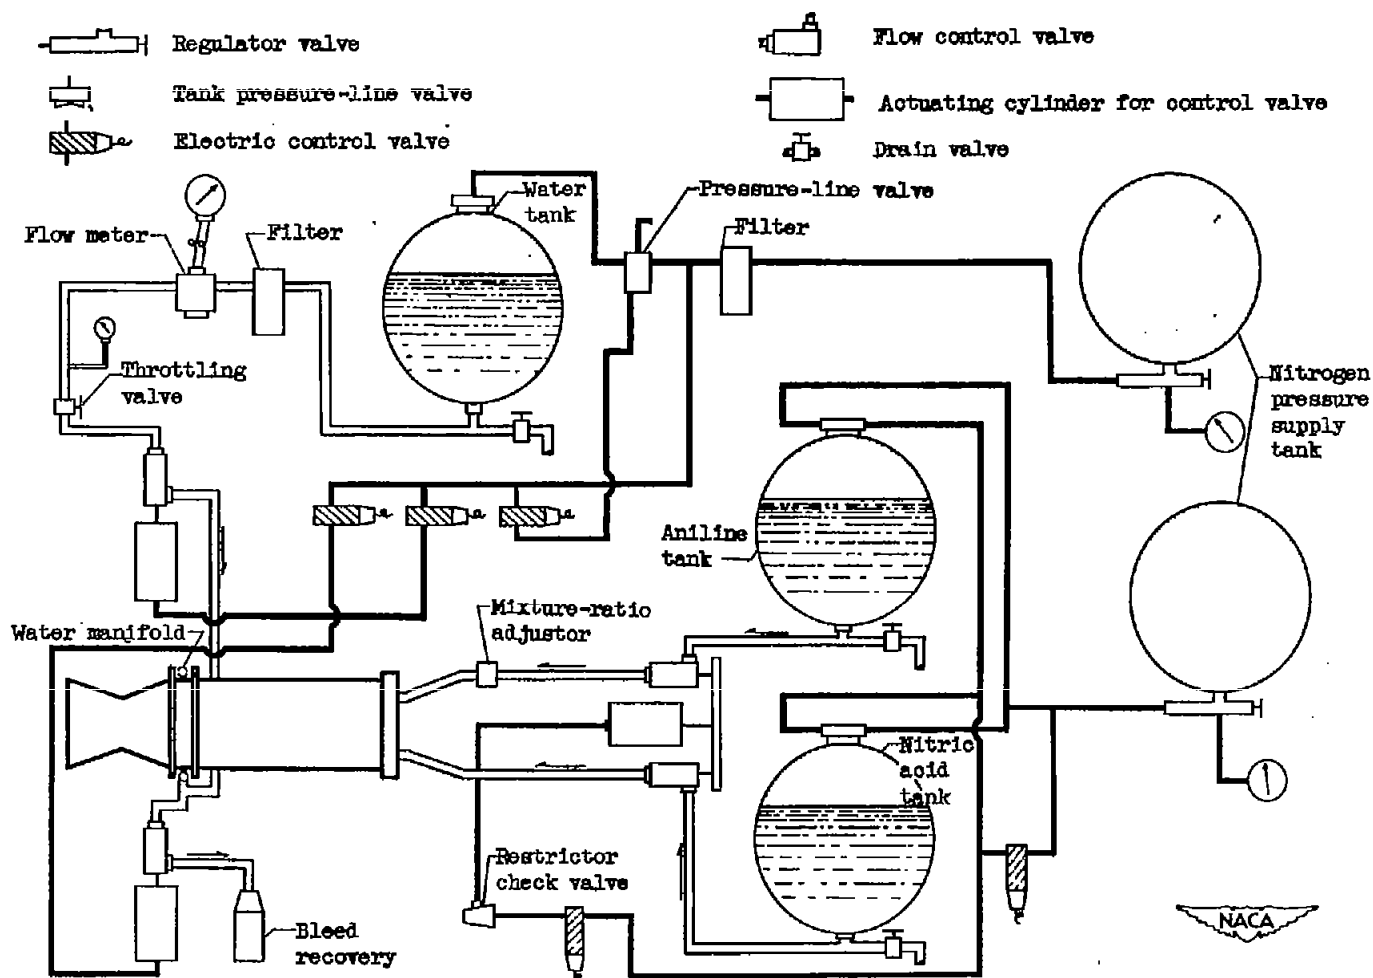 Regulator valve
Tank pressure-line valve
Electric control valve
Flow control valve
Actuating cylinder for control valve
Drain valve
Water
tank
Pressure-line valve
Flow meter
Filter
Filter
Throttling
valve
Nitrogen
pressure
supply
tank
Aniline
tank
Mixture-ratio
adjustor
Water manifold
Nitric
acid
tank
Restrictor
check valve
Bleed
recovery
NACA